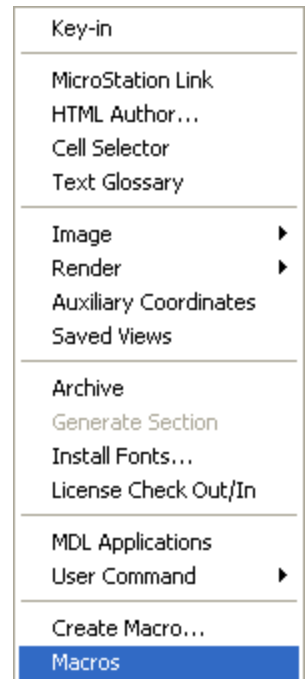 Key-in
MicroStation Link
HTML Author...
Cell Selector
Text Glossary
Image
Render
Auxiliary Coordinates
Saved Views
Archive
Generate Section
Install Fonts...
License Check Out/In
MDL Applications
User Command
Create Macro...
Macros